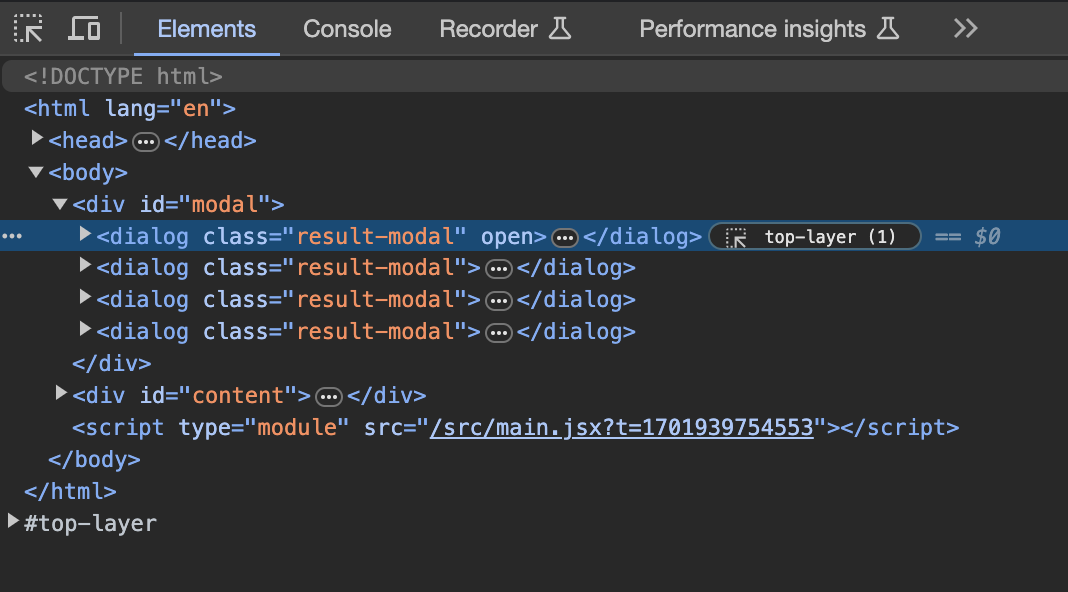 Elements Console Recorder Performance insights
<!DOCTYPE html>
<html lang="en">
<head>…</head>
<body>
<div id="modal">
… <dialog class="result-modal" open>…</dialog> top-layer (1) == $0
<dialog class="result-modal">…</dialog>
<dialog class="result-modal">…</dialog>
<dialog class="result-modal">…</dialog>
</div>
<div id="content">…</div>
<script type="module" src="/src/main.jsx?t=1701939754553"></script>
</body>
</html>
#top-layer